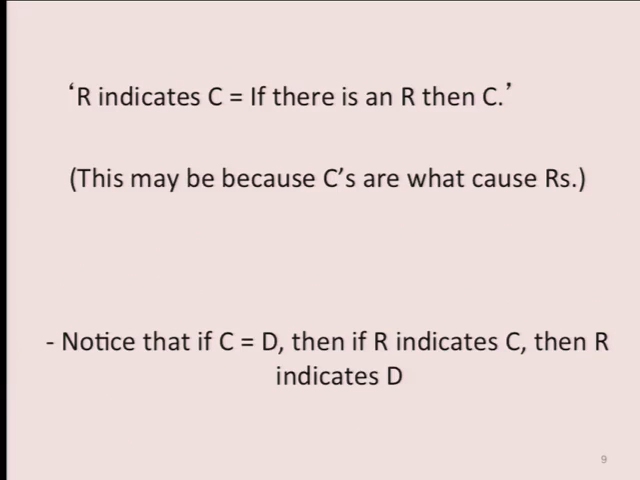 ‘R indicates C = If there is an R then C.’
(This may be because C’s are what cause Rs.)
- Notice that if C = D, then if R indicates C, then R
indicates D
9